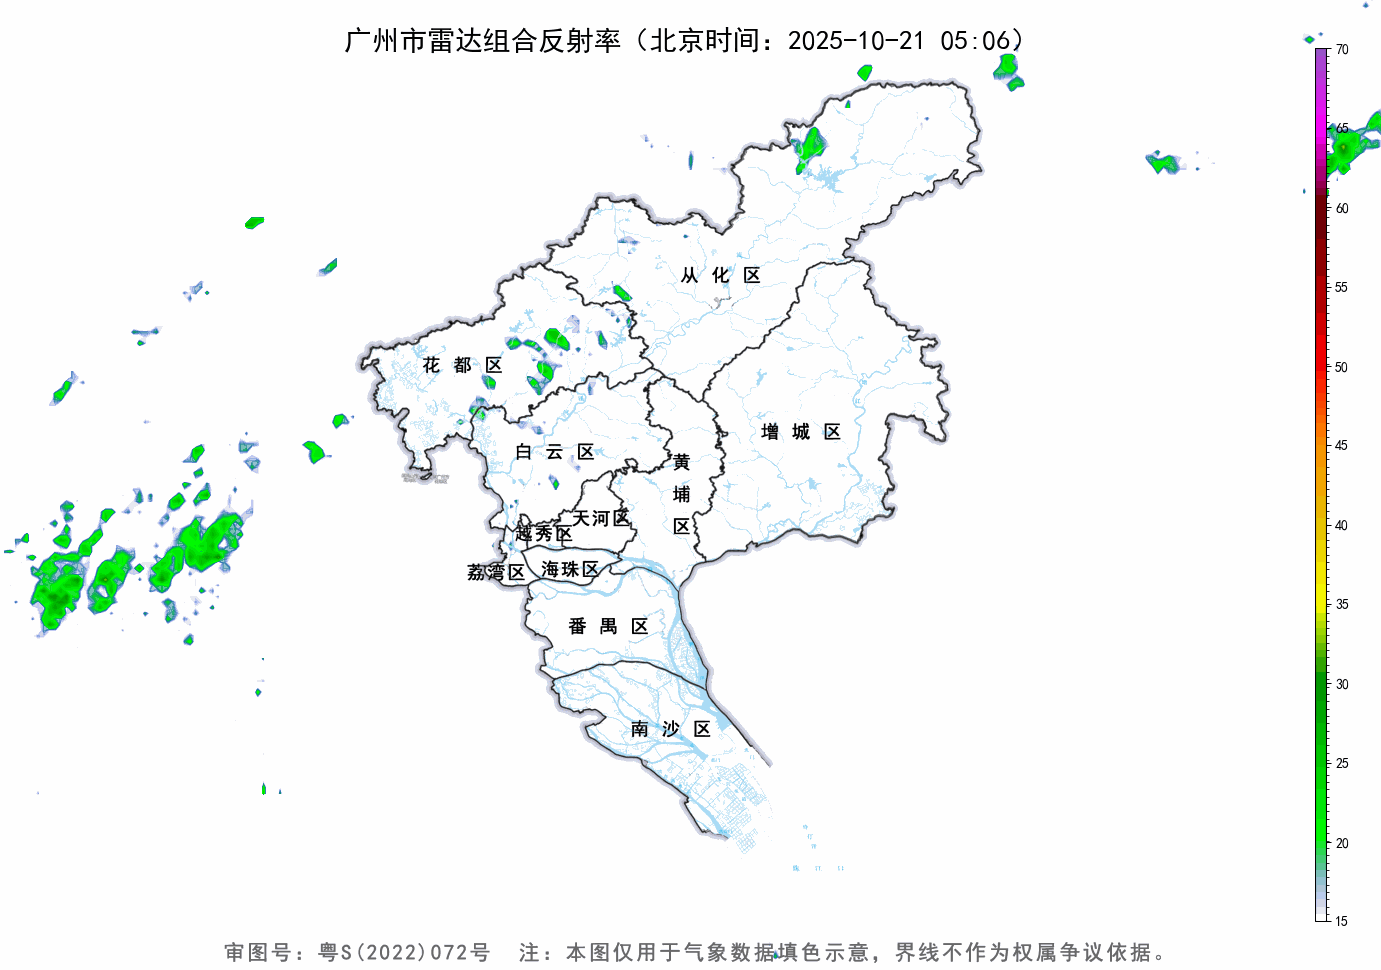 广州市雷达组合反射率（北京时间：2025-10-21 05:06）
70
65
60
55
50
45
40
35
30
25
20
15
从化区
花都区
增城区
白云区
黄埔区
天河区
越秀区
海珠区
荔湾区
番禺区
南沙区
审图号：粤S(2022)072号 注：本图仅用于气象数据填色示意，界线不作为权属争议依据。